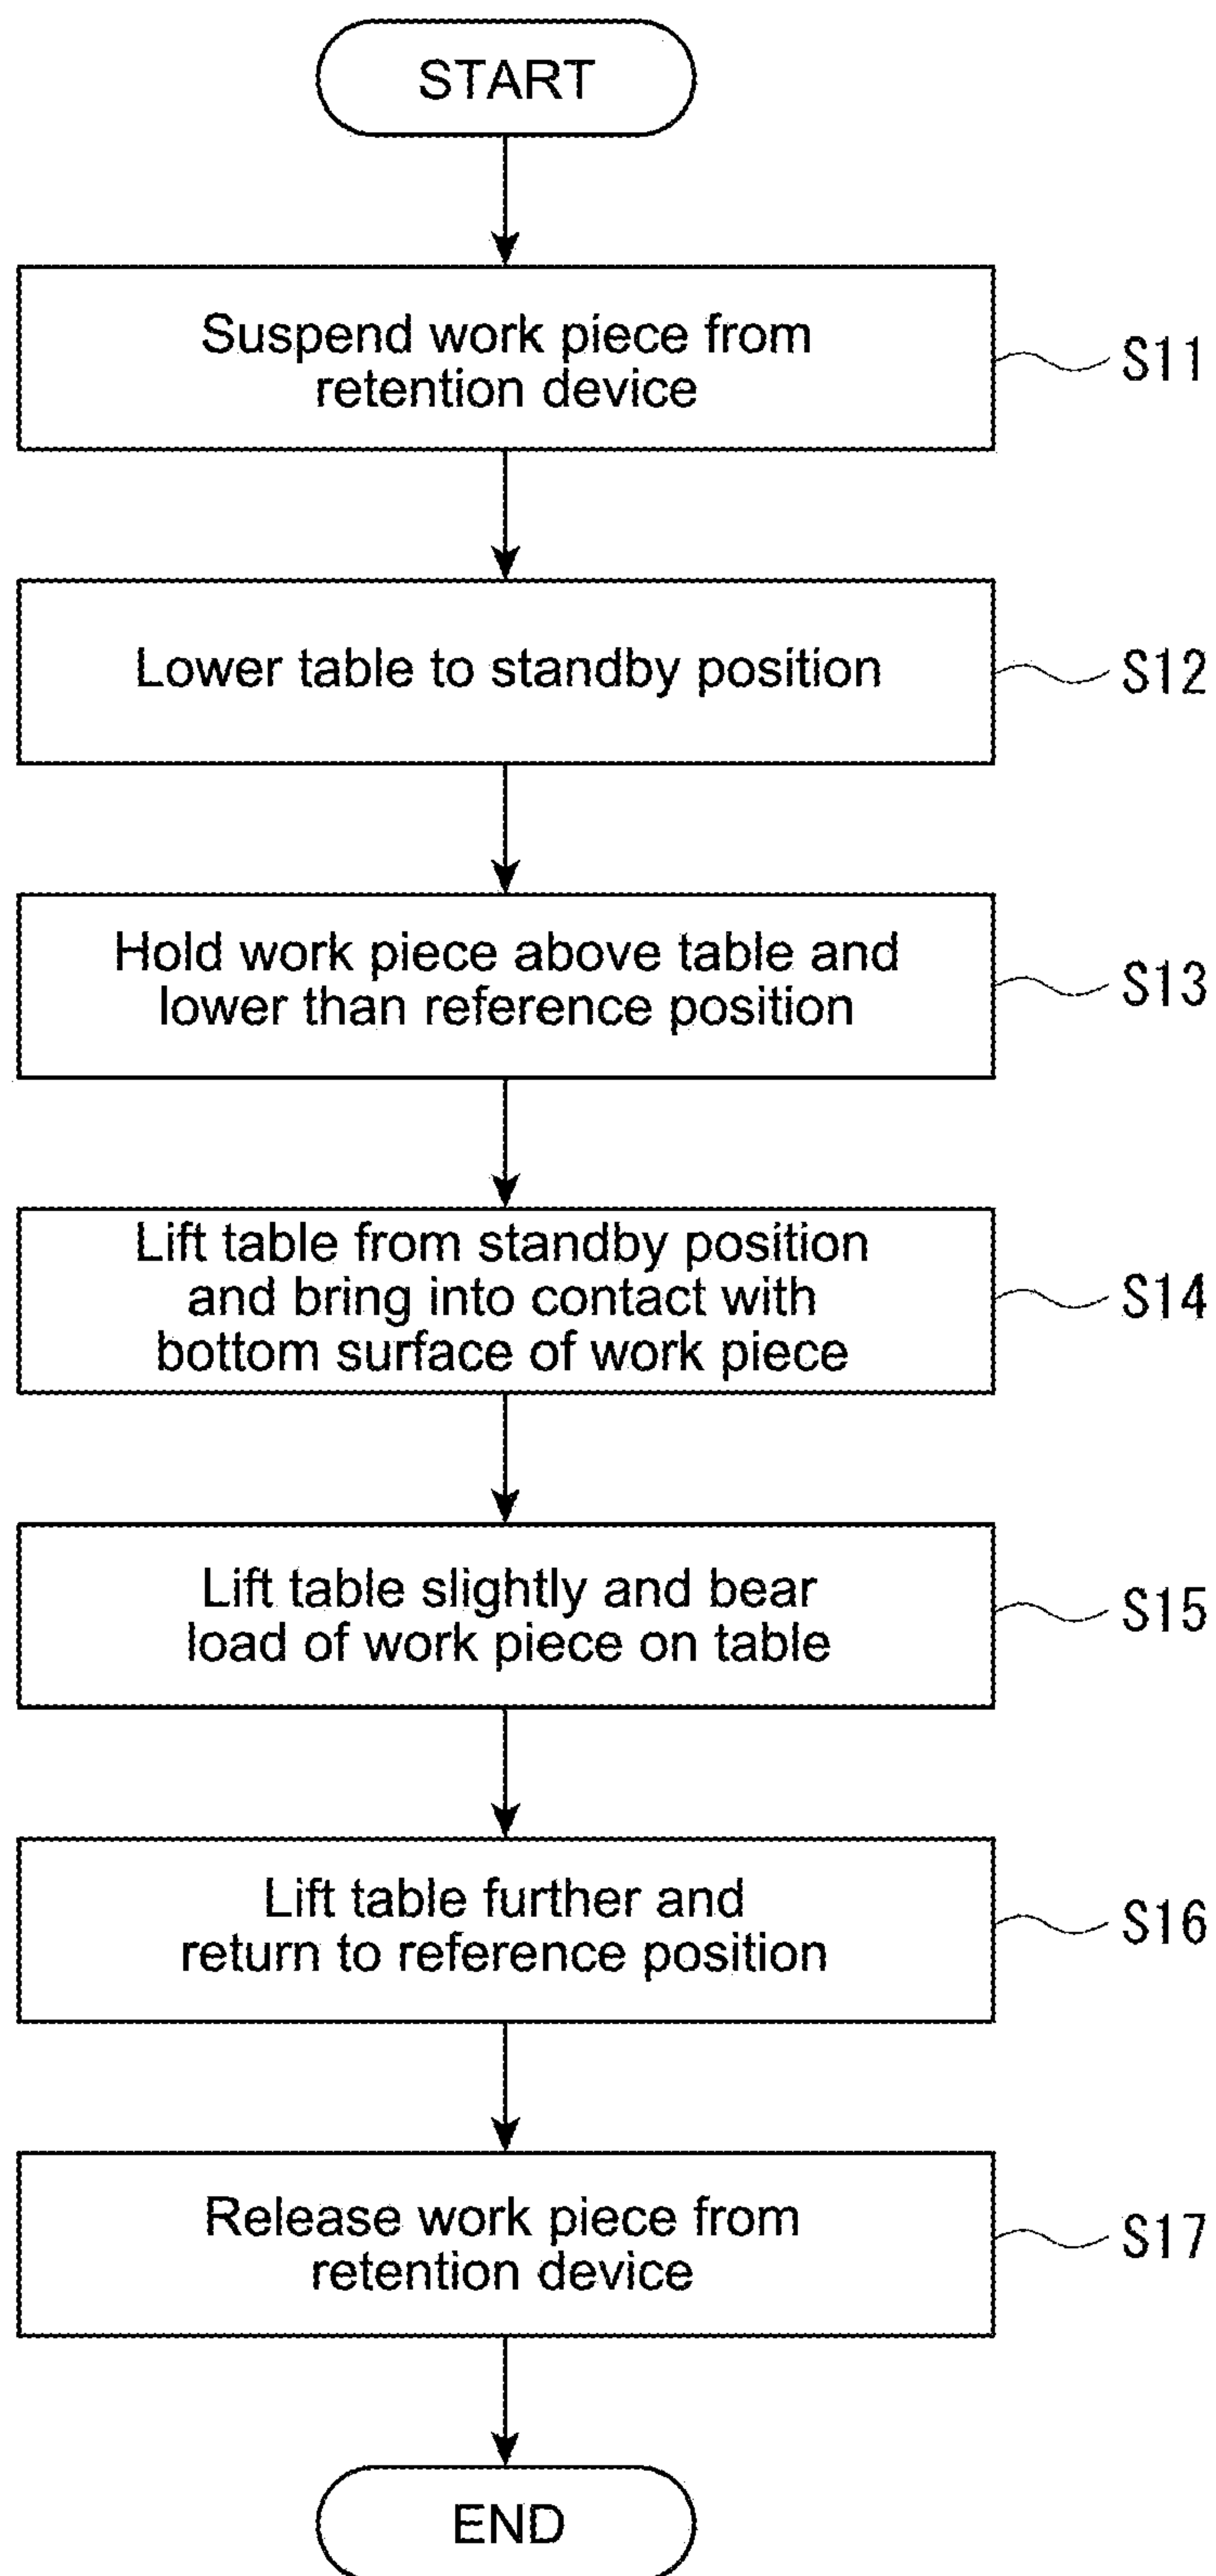 START
Suspend work piece from
retention device
S11
Lower table to standby position
S12
Hold work piece above table and
lower than reference position
S13
Lift table from standby position
and bring into contact with
bottom surface of work piece
S14
Lift table slightly and bear
load of work piece on table
S15
Lift table further and
return to reference position
S16
Release work piece from
retention device
S17
END